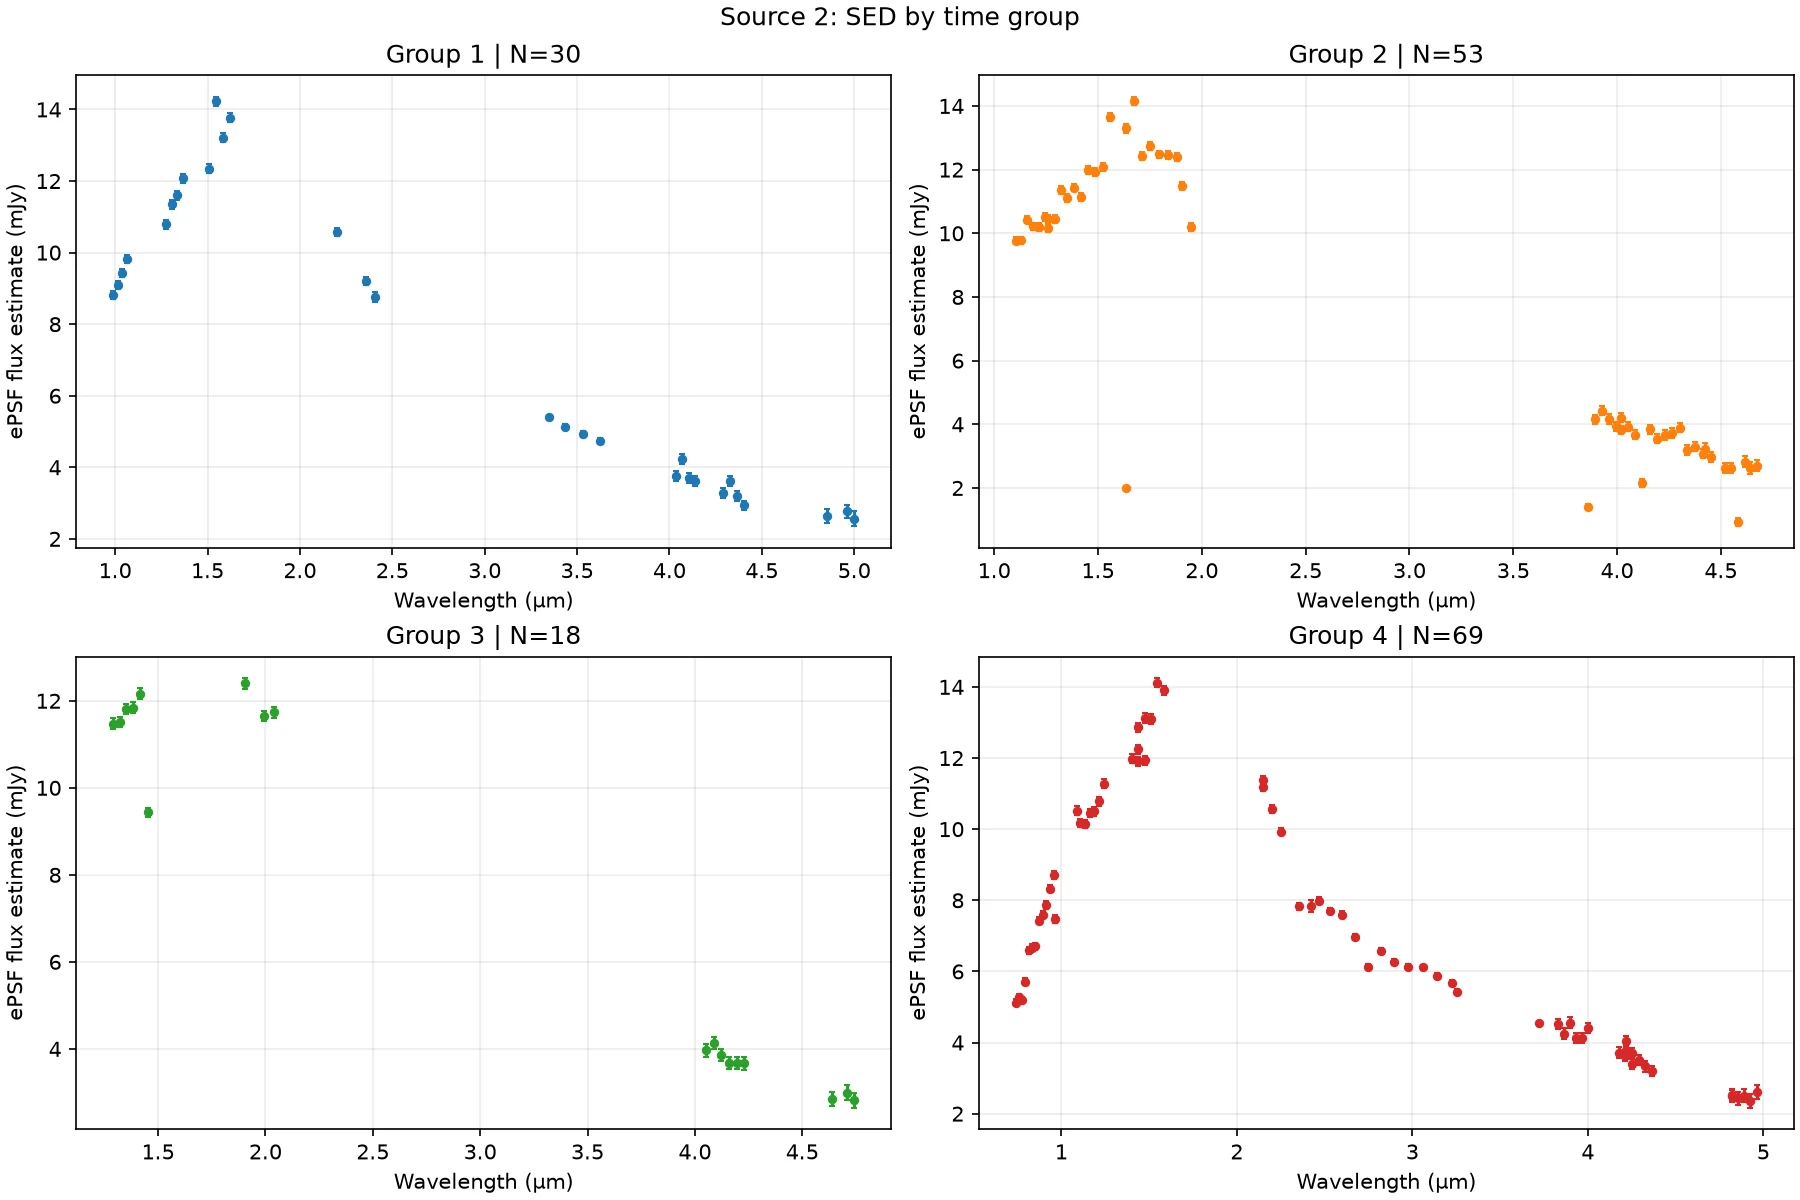 Source 2: SED by time group
Group 1 | N=30
ePSF flux estimate (mJy)
14
12
10
8
6
4
2
1.0 1.5 2.0 2.5 3.0 3.5 4.0 4.5 5.0
Wavelength (µm)
Group 2 | N=53
ePSF flux estimate (mJy)
14
12
10
8
6
4
2
1.0 1.5 2.0 2.5 3.0 3.5 4.0 4.5
Wavelength (µm)
Group 3 | N=18
ePSF flux estimate (mJy)
12
10
8
6
4
1.5 2.0 2.5 3.0 3.5 4.0 4.5
Wavelength (µm)
Group 4 | N=69
ePSF flux estimate (mJy)
14
12
10
8
6
4
2
1 2 3 4 5
Wavelength (µm)